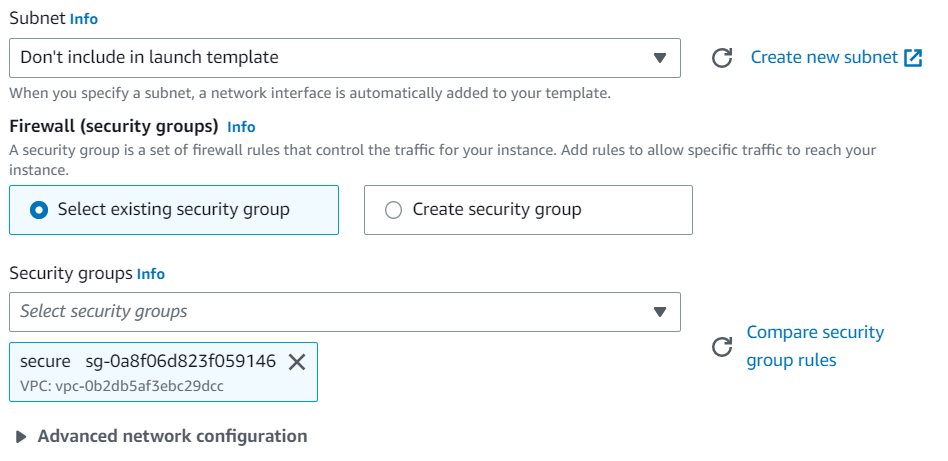 Subnet Info
Don't include in launch template
Create new subnet
When you specify a subnet, a network interface is automatically added to your template.
Firewall (security groups) Info
A security group is a set of firewall rules that control the traffic for your instance. Add rules to allow specific traffic to reach your
instance.
Select existing security group
Create security group
Security groups Info
Select security groups
Compare security
group rules
secure sg-0a8f06d823f059146
VPC: vpc-0b2db5af3ebc29dcc
Advanced network configuration